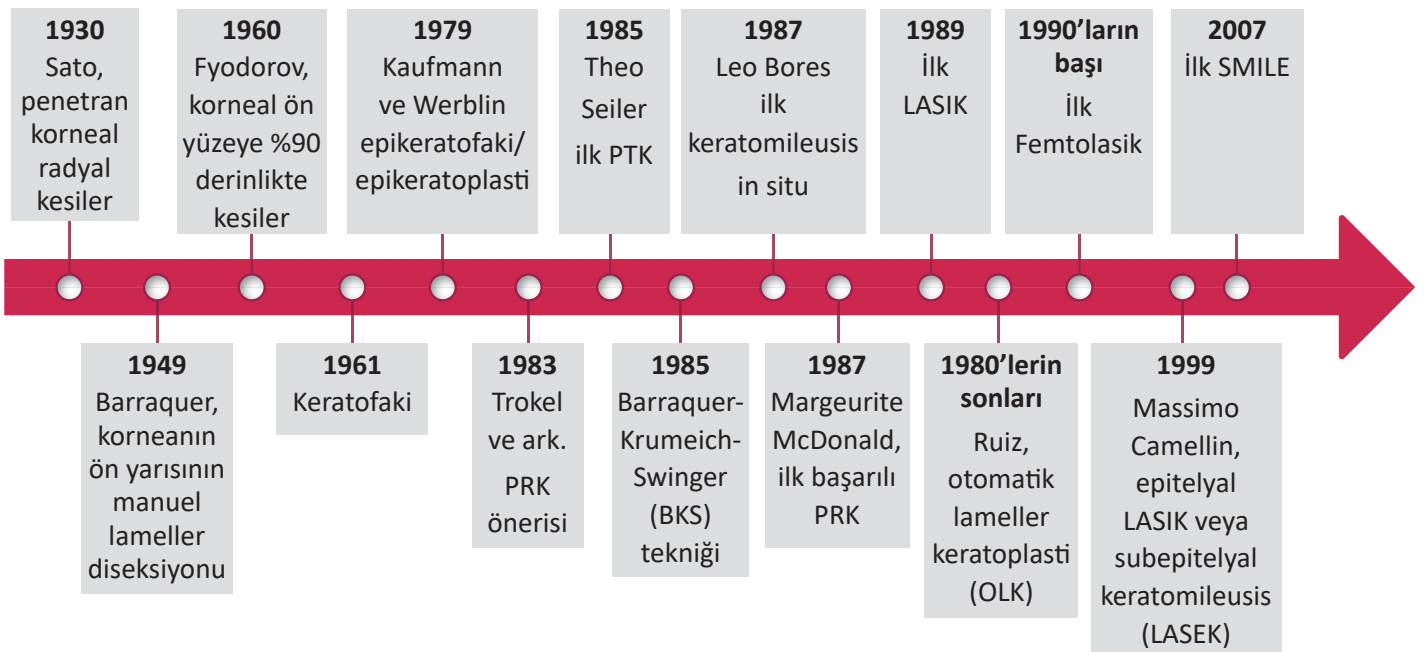 1930
Sato,
penetran
korneal
radyal
kesiler
1960
Fyodorov,
korneal ön
yüzeye %90
derinlikte
kesiler
1979
Kaufmann
ve Werblin
epikeratofaki/
epikeratoplasti
1985
Theo
Seiler
ilk PTK
1987
Leo Bores
ilk
keratomileusis
in situ
1989
İlk
LASIK
1990’ların
başı
İlk
Femtolasik
2007
İlk SMILE
1949
Barraquer,
korneanın
ön yarısının
manuel
lameller
diseksiyonu
1961
Keratofaki
1983
Trokel
ve ark.
PRK
önerisi
1985
Barraquer-
Krumeich-
Swinger
(BKS)
tekniği
1987
Margeurite
McDonald,
ilk başarılı
PRK
1980’lerin
sonları
Ruiz,
otomatik
lameller
keratoplasti
(OLK)
1999
Massimo
Camellin,
epitelyal
LASIK veya
subepitelyal
keratomileusis
(LASEK)